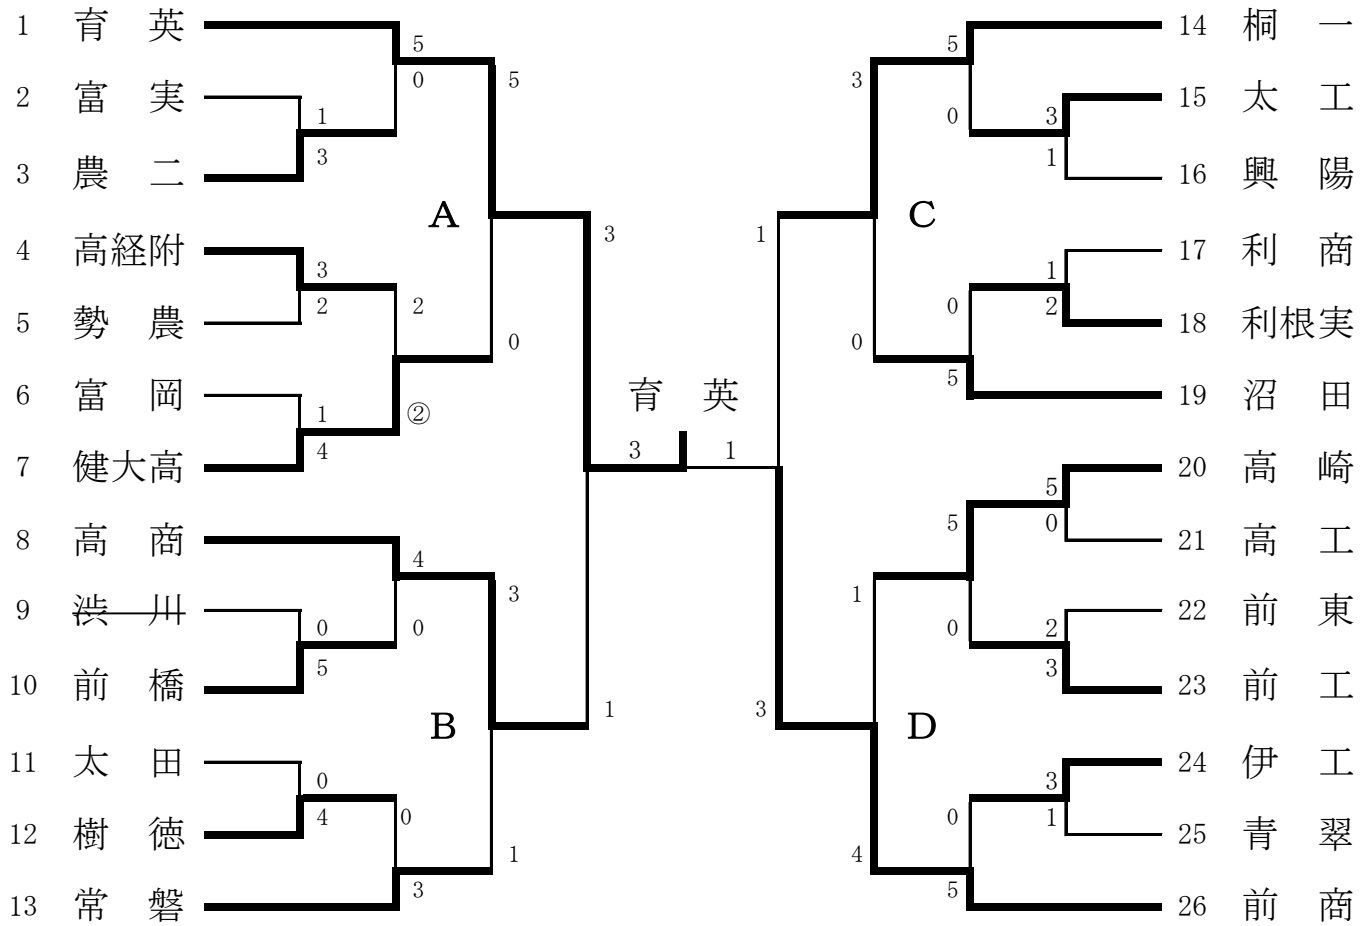 1 育 英
5
0
5
2 富 実
1
3
3 農 二
A
3
4 高経附
3
2
2
5 勢 農
0
6 富 岡
1
②
4
7 健大高
8 高 商
4
3
9 渋 川
0
0
5
10 前 橋
B
1
11 太 田
0
4
0
12 樹 徳
1
3
13 常 磐
育 英
3 1
14 桐 一
5
3
15 太 工
0
3
1
16 興 陽
C
1
17 利 商
1
0
2
18 利根実
0
5
19 沼 田
20 高 崎
5
5
0
21 高 工
1
22 前 東
0
2
3
23 前 工
3
D
24 伊 工
3
0
1
25 青 翠
4
5
26 前 商